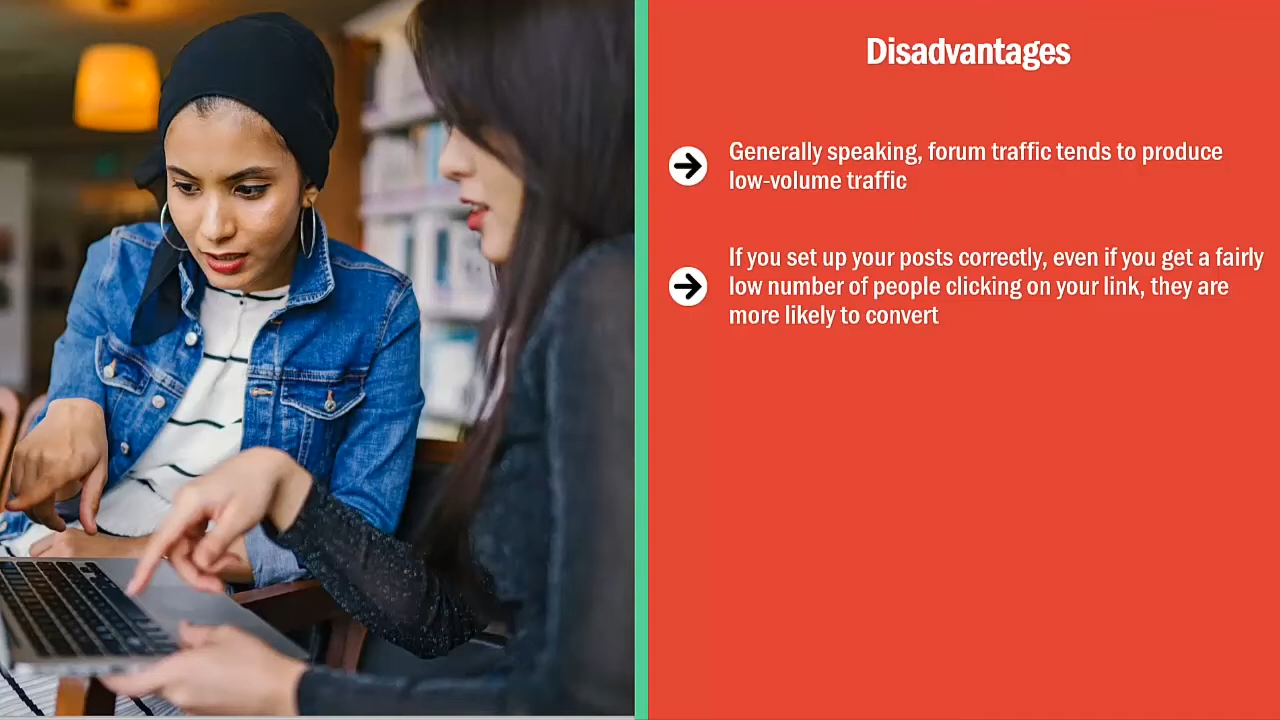 Disadvantages
Generally speaking, forum traffic tends to produce
low-volume traffic
If you set up your posts correctly, even if you get a fairly
low number of people clicking on your link, they are
more likely to convert